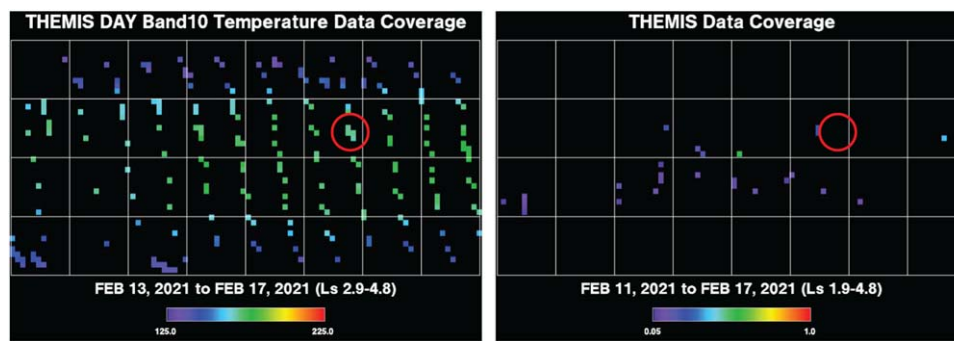 THEMIS DAY Band10 Temperature Data Coverage
FEB 13, 2021 to FEB 17, 2021 (Ls 2.9-4.8)
125.0 225.0
THEMIS Data Coverage
FEB 11, 2021 to FEB 17, 2021 (Ls 1.9-4.8)
0.05 1.0